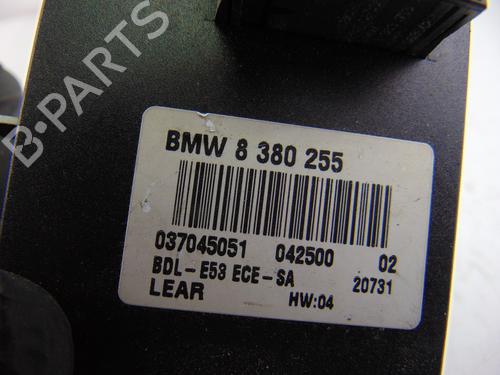 BMW 8 380 255
037045051 042500 02
BDL-E53 ECE-SA 20731
LEAR HW:04
B-PARTS